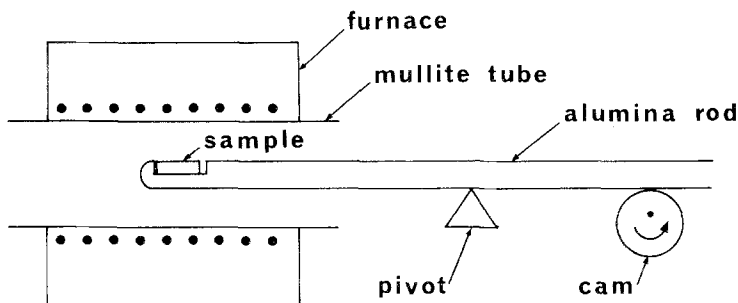 furnace
mullite tube
alumina rod
sample
pivot
cam